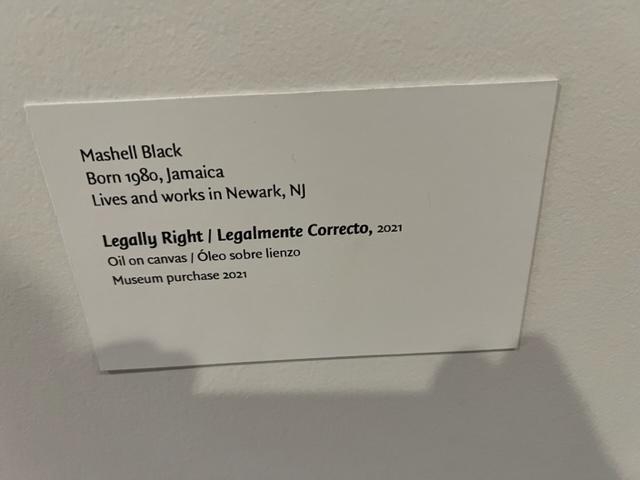 Mashell Black
Born 1980, Jamaica
Lives and works in Newark, NJ
Legally Right / Legalmente Correcto, 2021
Oil on canvas / Óleo sobre lienzo
Museum purchase 2021